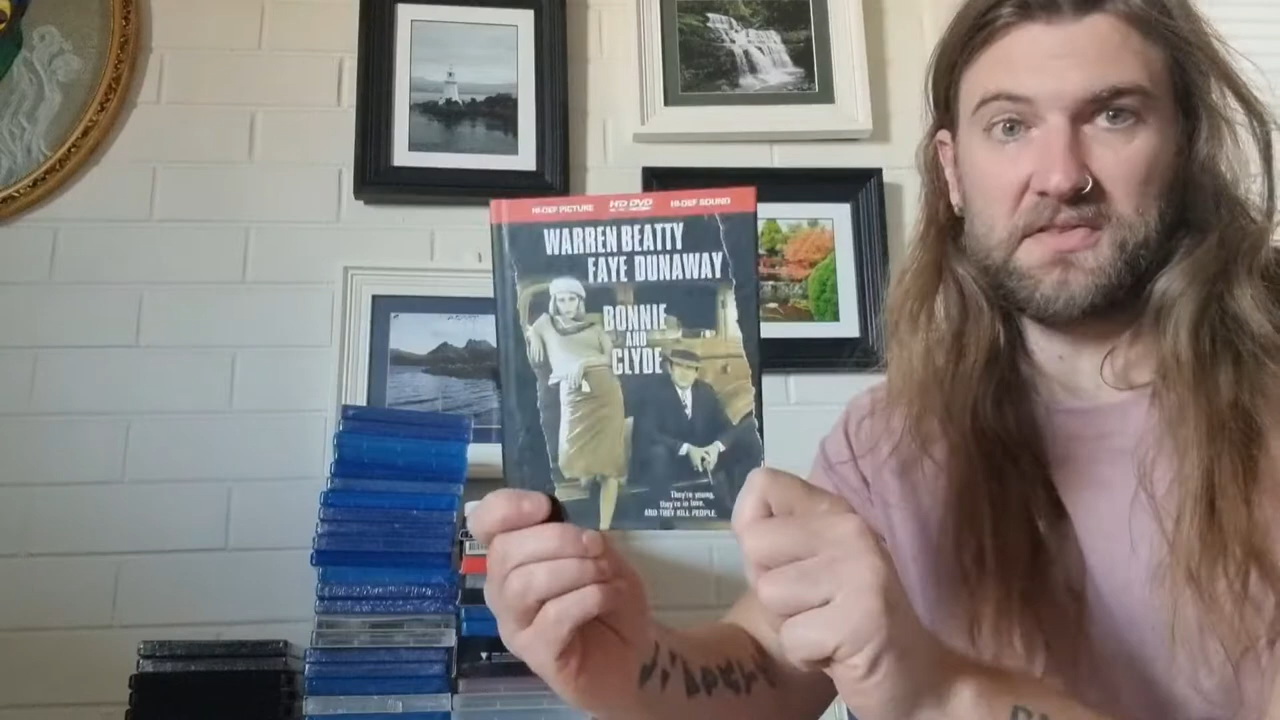 HI-DEF PICTURE HD DVD HI-DEF SOUND
WARREN BEATTY
FAYE DUNAWAY
BONNIE
AND
CLYDE
They're young,
they're in love,
AND THEY KILL PEOPLE.